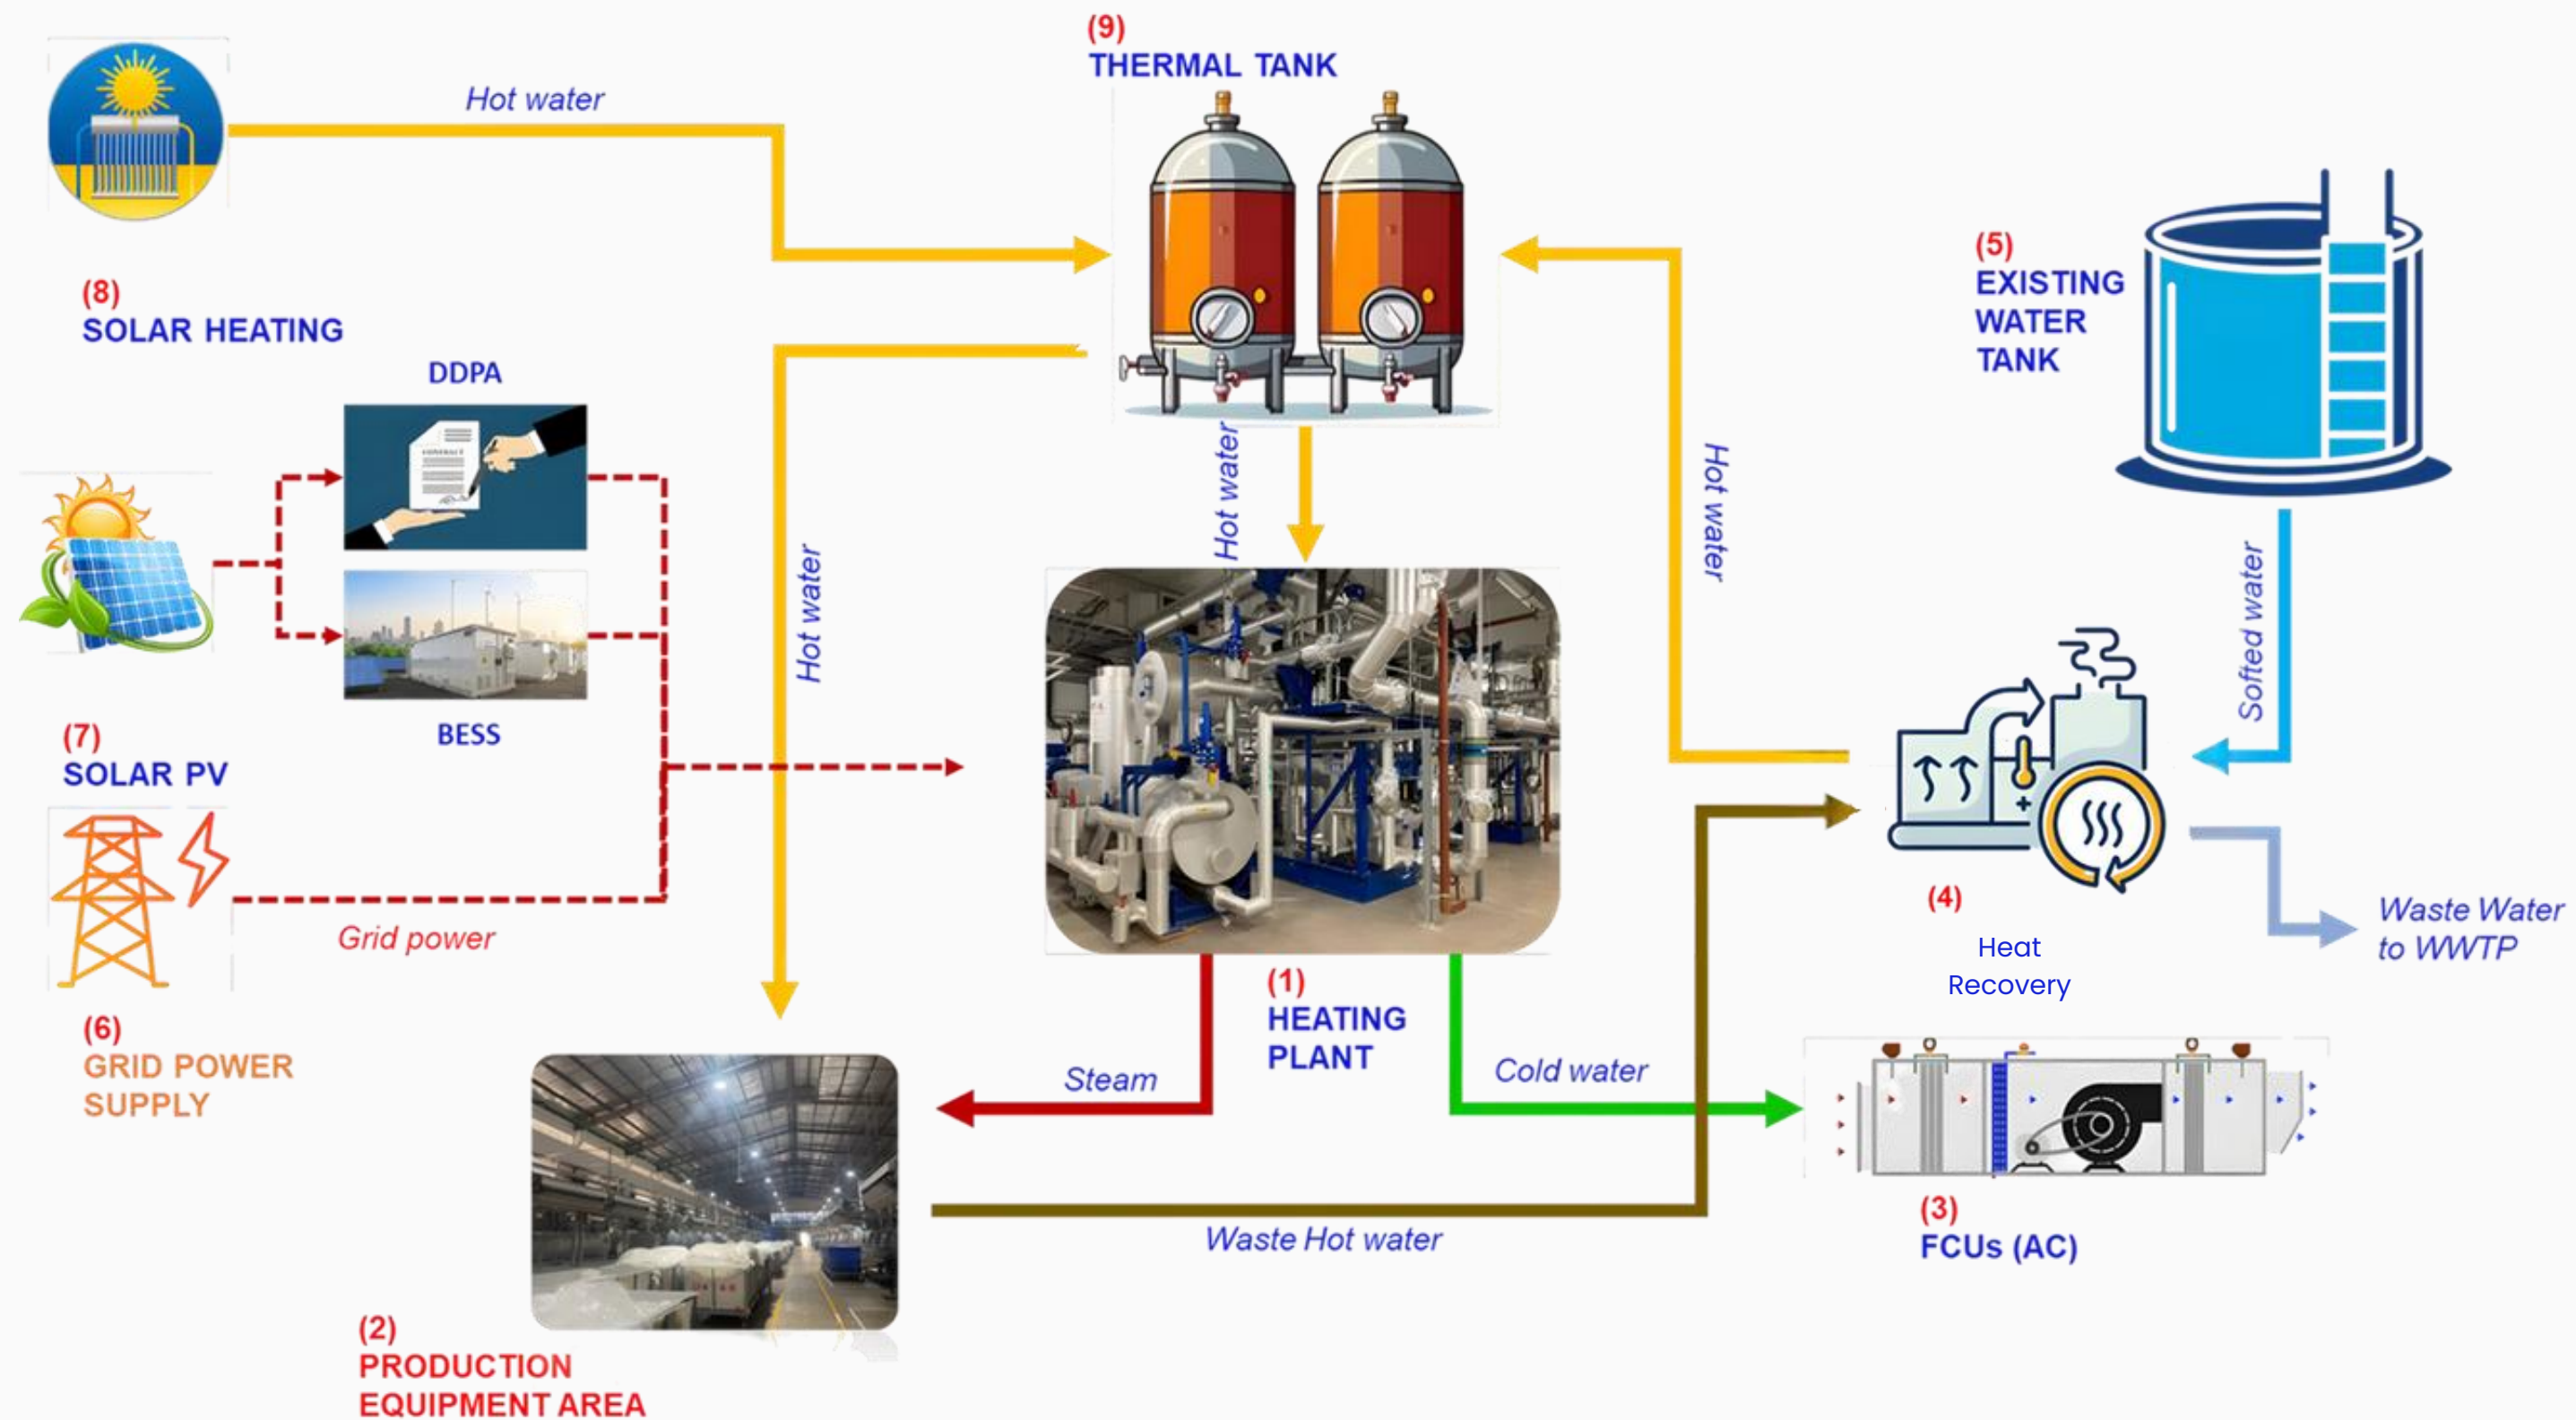 (9)
THERMAL TANK
Hot water
(5)
EXISTING
WATER
TANK
(8)
SOLAR HEATING
DDPA
CONTRACT
Hot water
Hot water
Hot water
Softed water
BESS
(7)
SOLAR PV
Grid power
(4)
Heat
Recovery
Waste Water
to WWTP
(1)
HEATING
PLANT
(6)
GRID POWER
SUPPLY
Steam
Cold water
Waste Hot water
(3)
FCUs (AC)
(2)
PRODUCTION
EQUIPMENT AREA